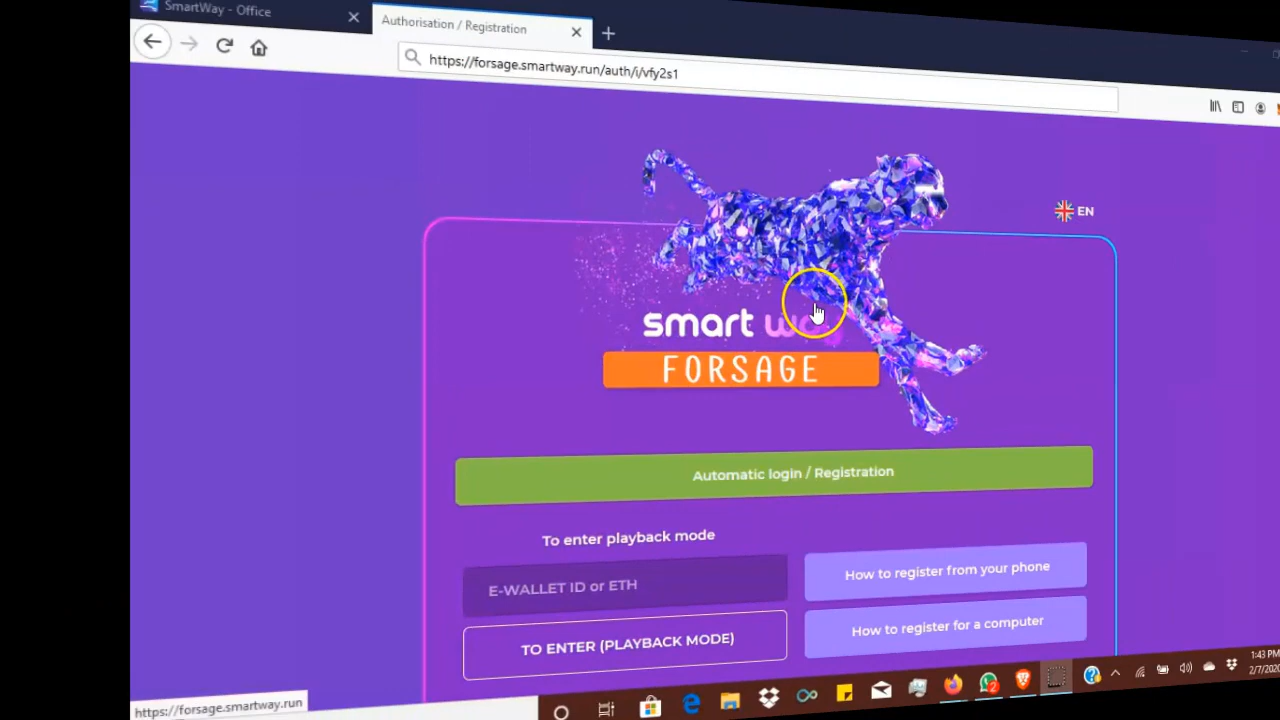 SmartWay - Office
Authorisation / Registration
https://forsage.smartway.run/auth/i/vfy2s1
EN
smart way
FORSAGE
Automatic login / Registration
To enter playback mode
E-WALLET ID or ETH
TO ENTER (PLAYBACK MODE)
How to register from your phone
How to register for a computer
https://forsage.smartway.run
2
1:43 PM